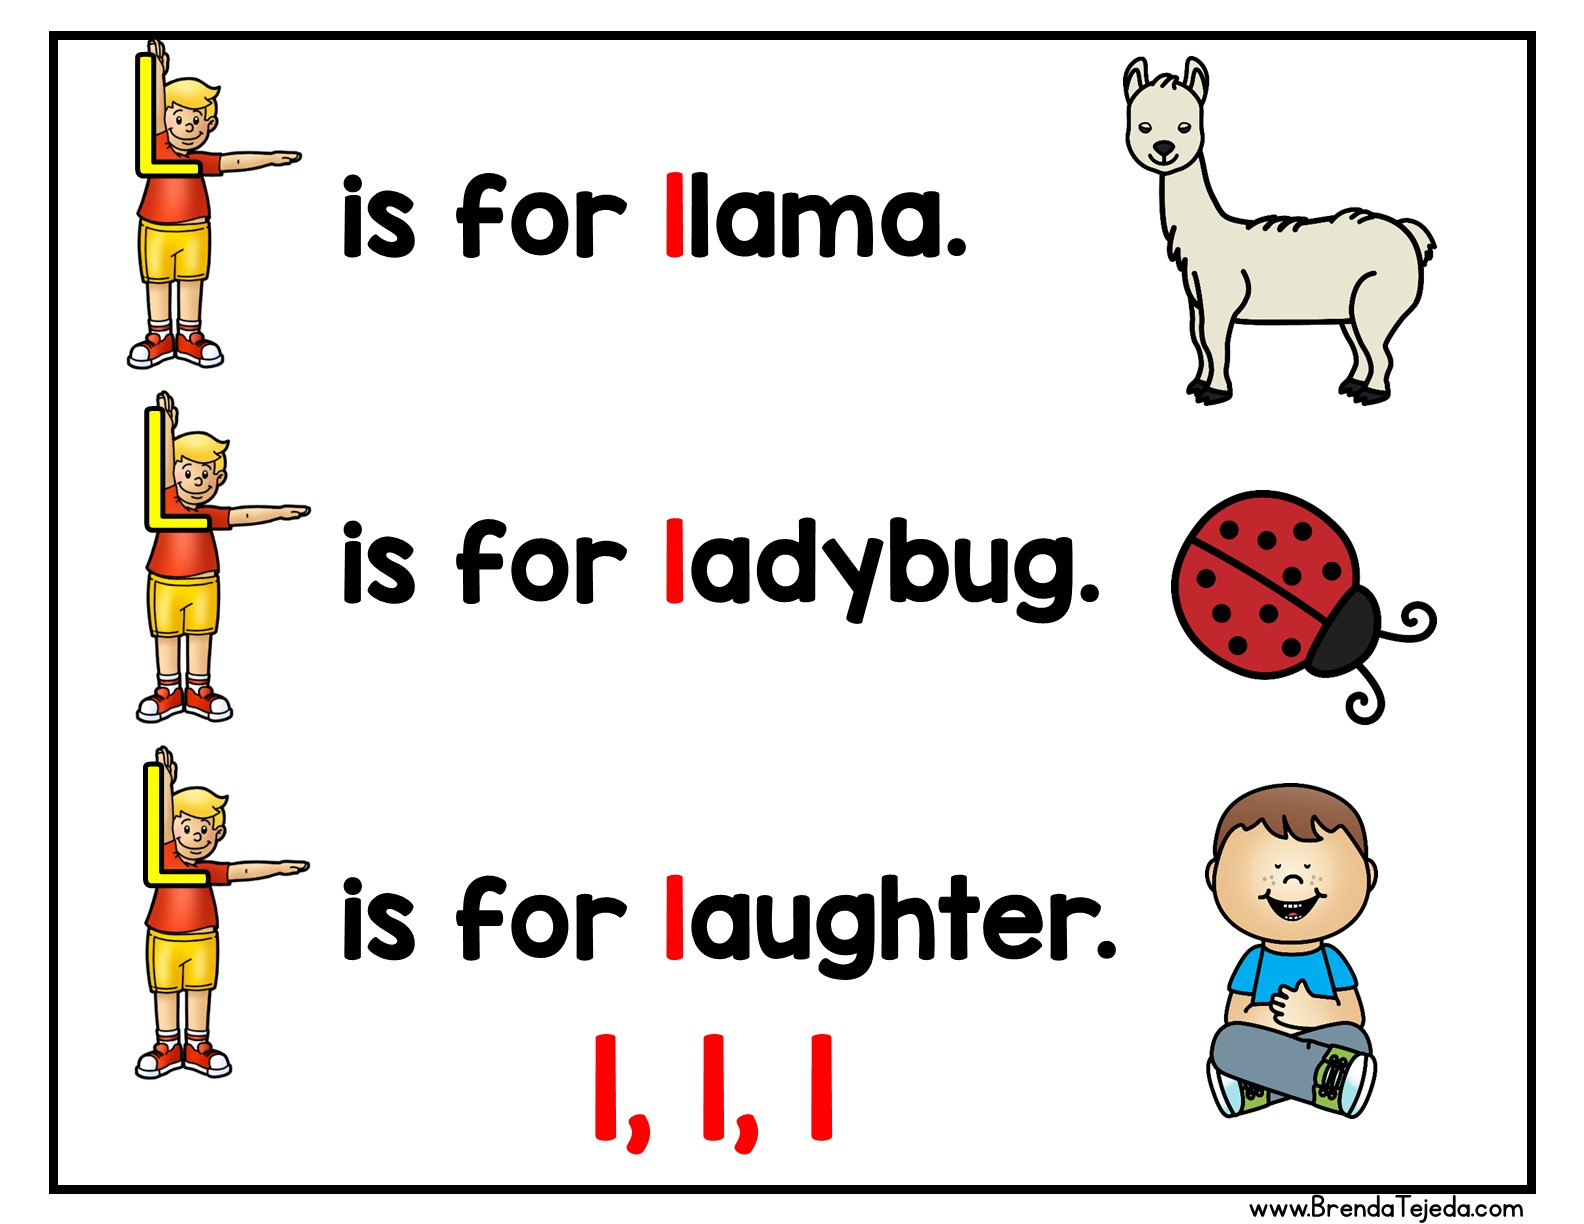 L is for llama.
L is for ladybug.
L is for laughter.
l, l, l
www.BrendaTejeda.com